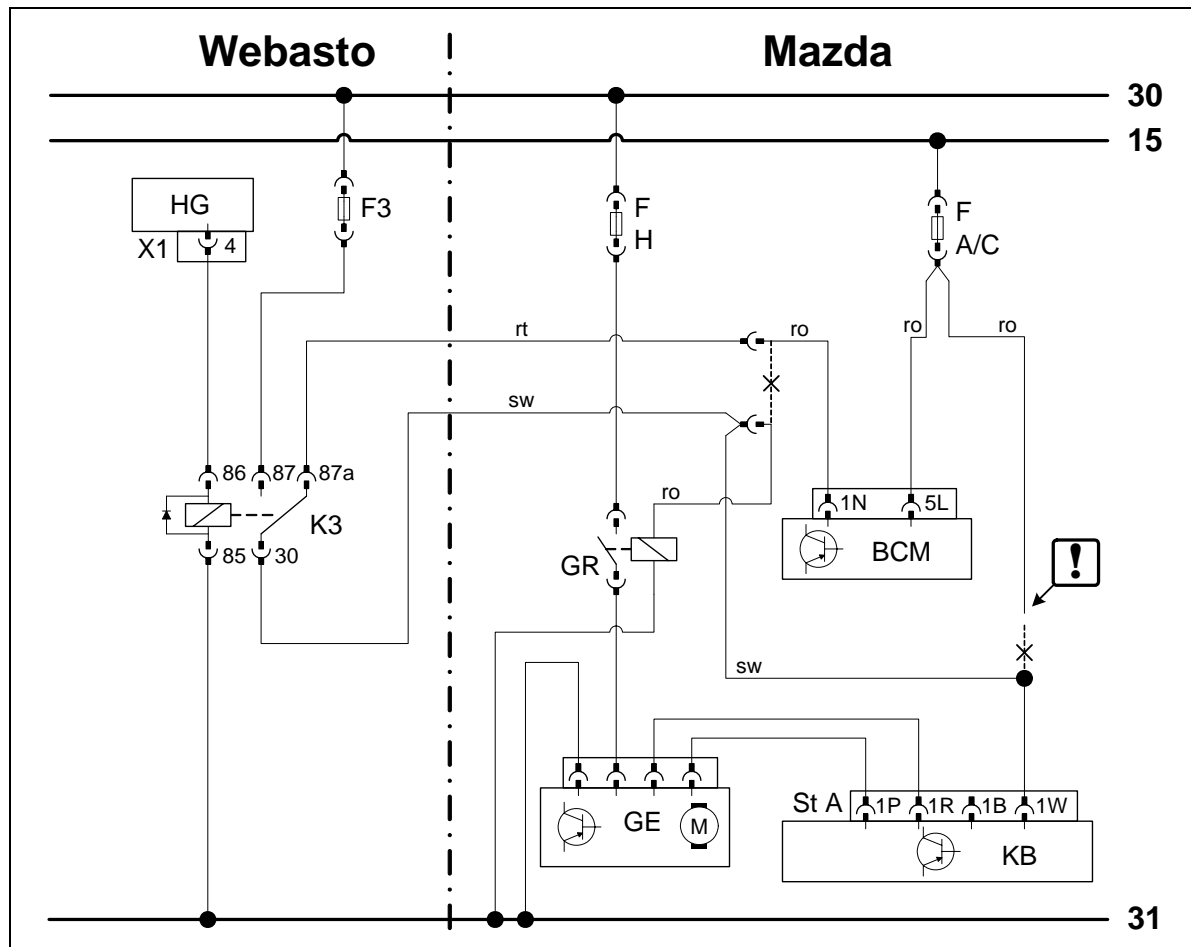 Webasto Mazda
30
15
HG
X1 4
F3
F
H
F
A/C
rt ro ro ro
sw
86 87 87a
K3
85 30
ro
GR
1N 5L
BCM
!
sw
GE M
St A 1P 1R 1B 1W
KB
31